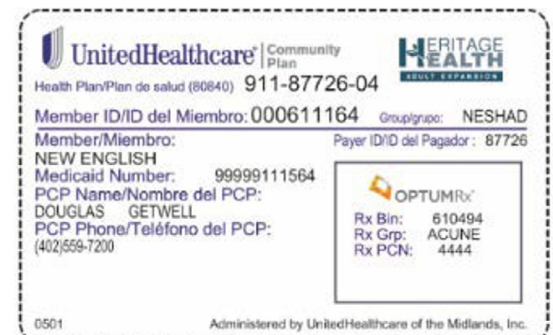 UnitedHealthcare® | Community Plan
HERITAGE HEALTH
ADULT EXPANSION
Health Plan/Plan de salud (80840) 911-87726-04
Member ID/ID del Miembro: 000611164 Group/grupo: NESHAD
Member/Miembro: Payer ID/ID del Pagador : 87726
NEW ENGLISH
Medicaid Number: 99999111564
PCP Name/Nombre del PCP:
DOUGLAS GETWELL
PCP Phone/Teléfono del PCP:
(402)559-7200
OPTUMRx®
Rx Bin: 610494
Rx Grp: ACUNE
Rx PCN: 4444
0501 Administered by UnitedHealthcare of the Midlands, Inc.